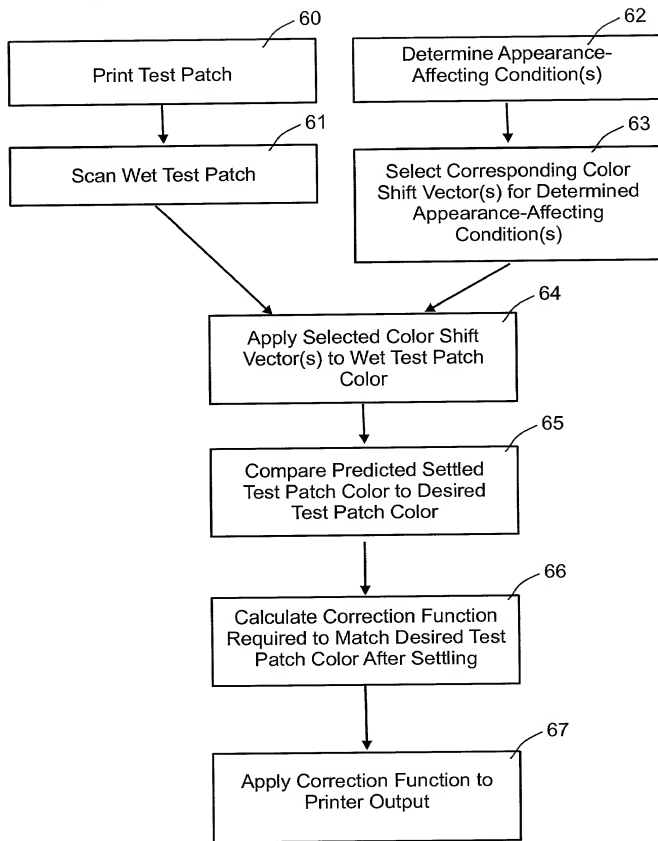 60
Print Test Patch
61
Scan Wet Test Patch
62
Determine Appearance-
Affecting Condition(s)
63
Select Corresponding Color
Shift Vector(s) for Determined
Appearance-Affecting
Condition(s)
64
Apply Selected Color Shift
Vector(s) to Wet Test Patch
Color
65
Compare Predicted Settled
Test Patch Color to Desired
Test Patch Color
66
Calculate Correction Function
Required to Match Desired Test
Patch Color After Settling
67
Apply Correction Function to
Printer Output